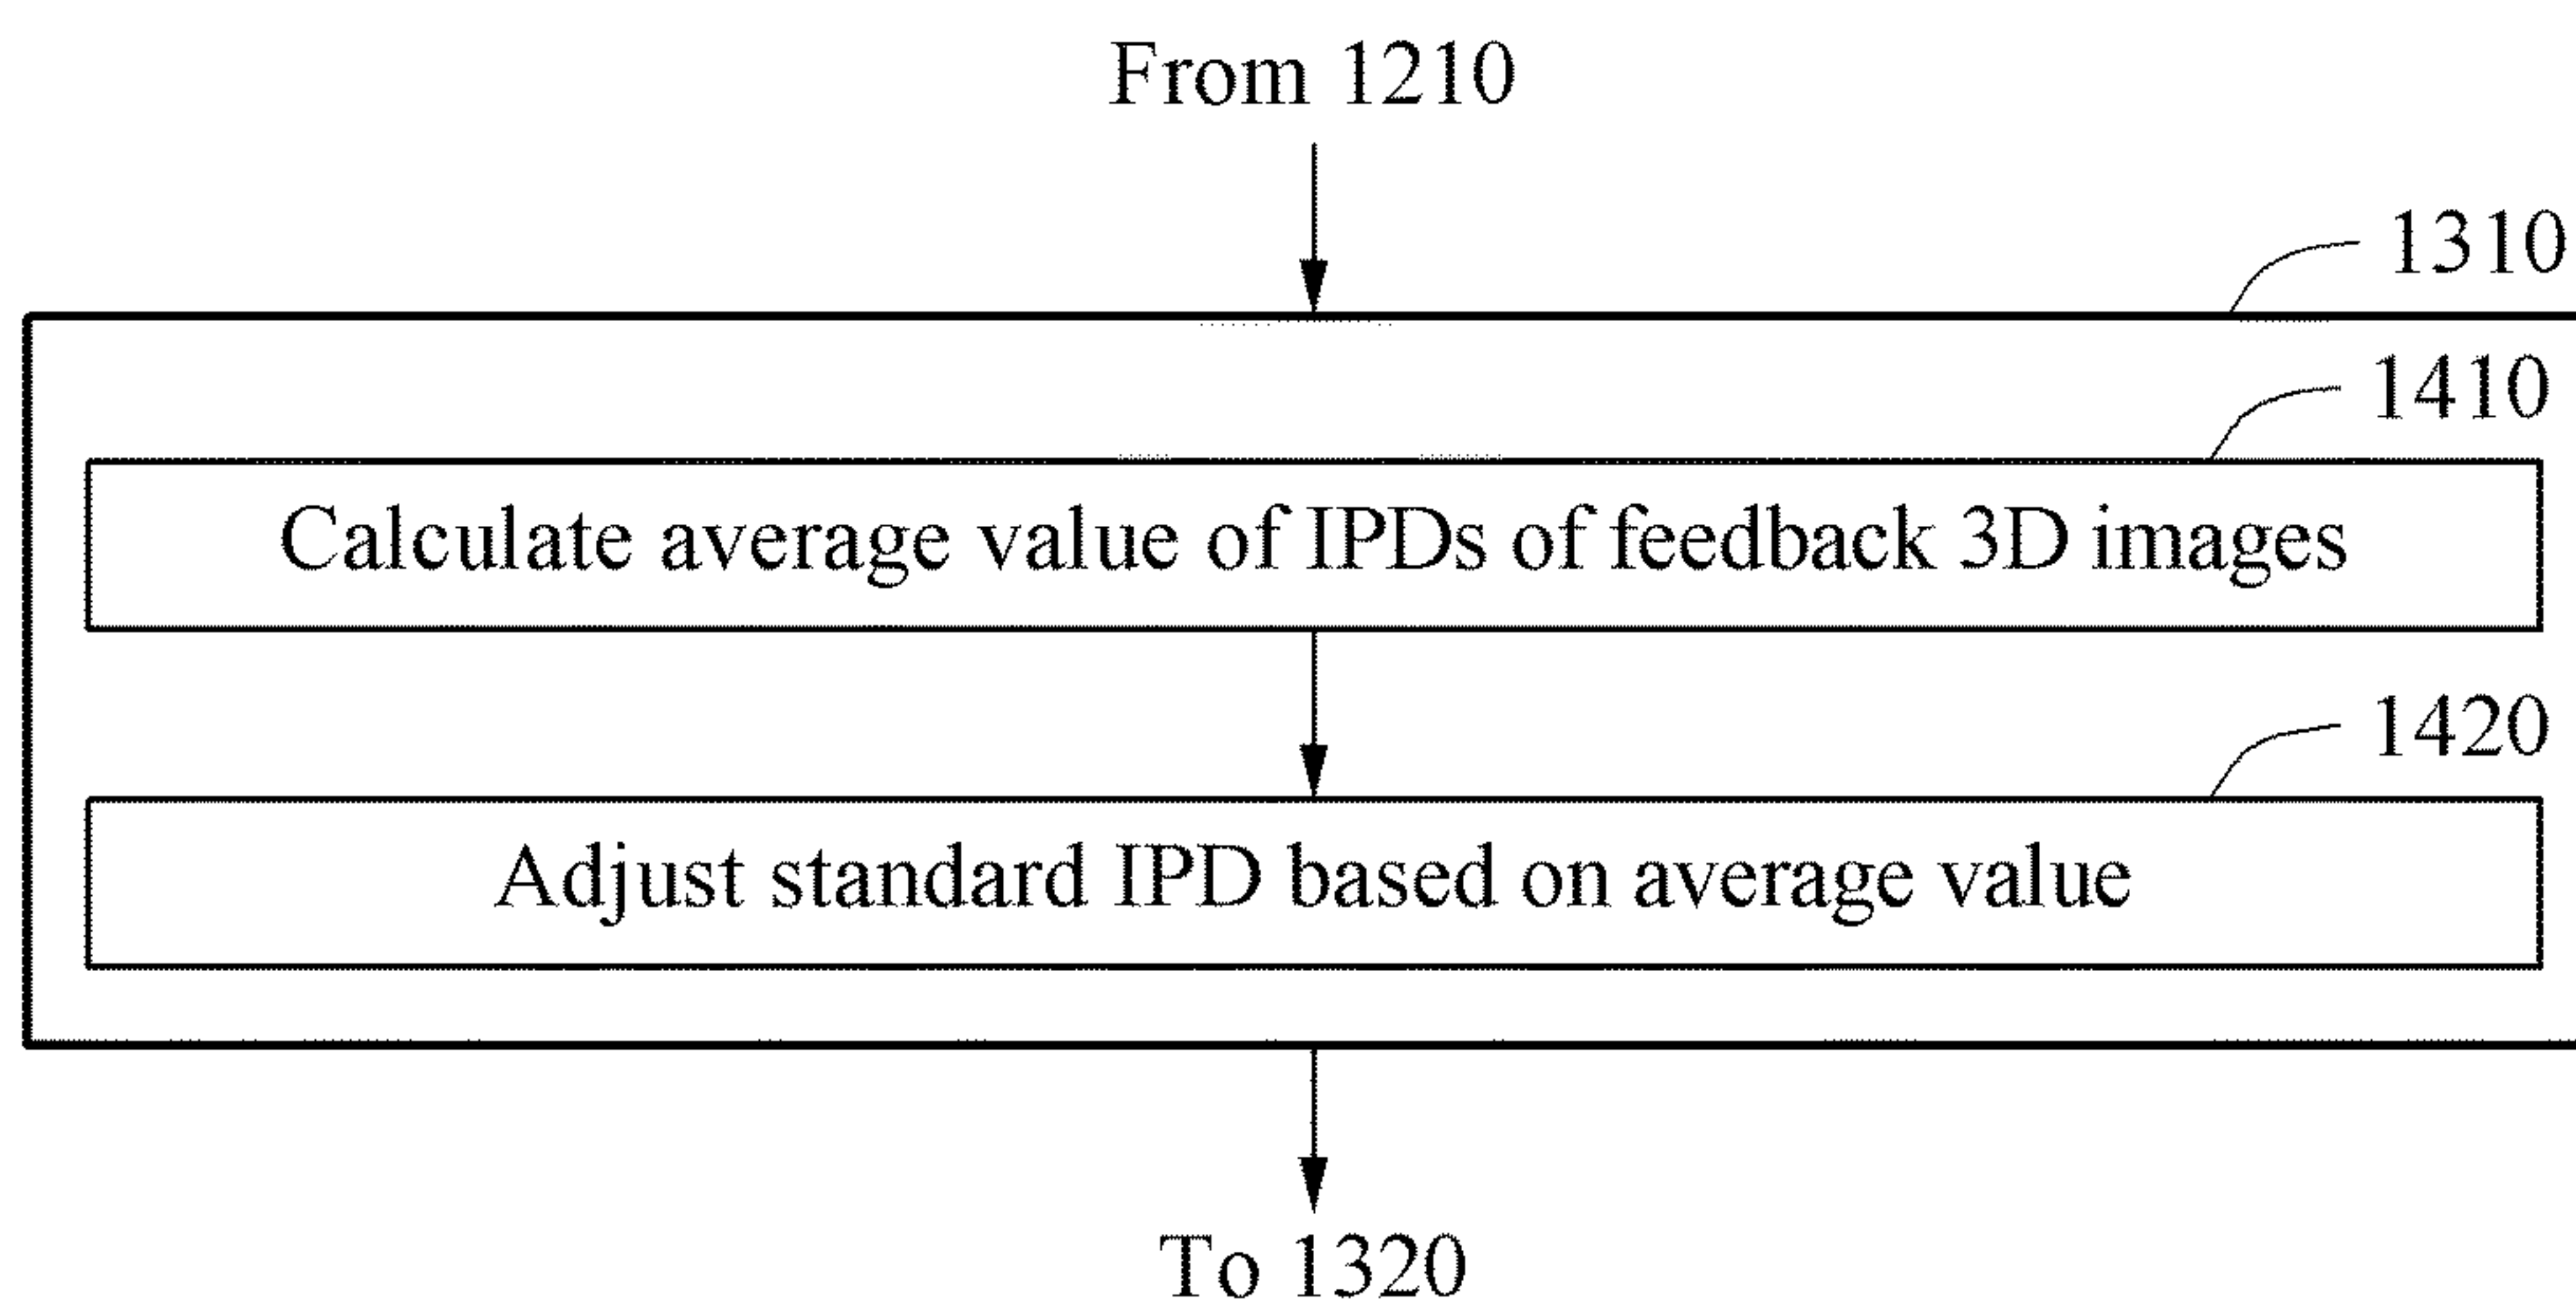 From 1210
1310
1410
Calculate average value of IPDs of feedback 3D images
1420
Adjust standard IPD based on average value
To 1320